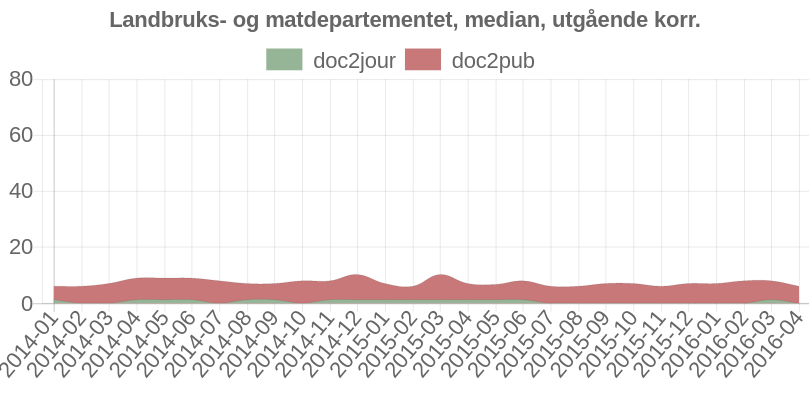 Landbruks- og matdepartementet, median, utgående korr.
doc2jour doc2pub
80
60
40
20
0
2014-01 2014-02 2014-03 2014-04 2014-05 2014-06 2014-07 2014-08 2014-09 2014-10 2014-11 2014-12 2015-01 2015-02 2015-03 2015-04 2015-05 2015-06 2015-07 2015-08 2015-09 2015-10 2015-11 2015-12 2016-01 2016-02 2016-03 2016-04